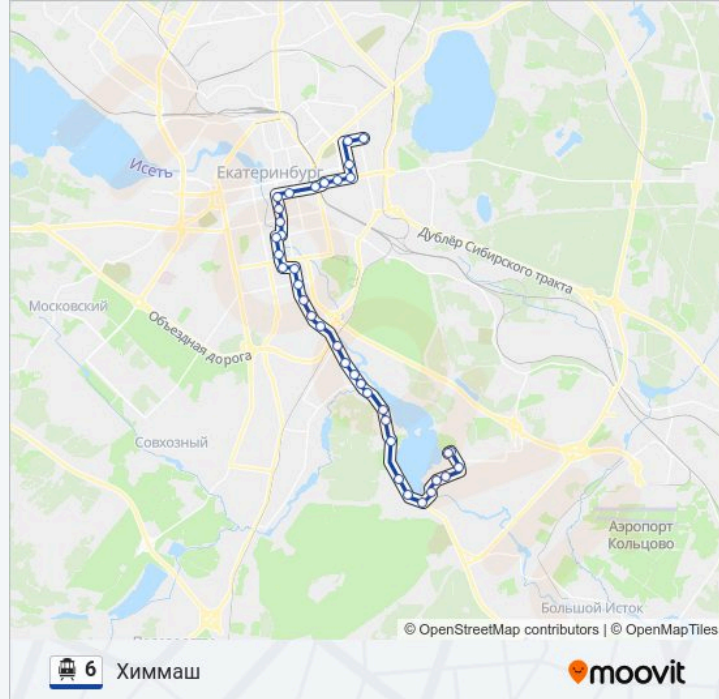 Исеть
Екатеринбург
Дублёр Сибирского тракта
Московский
Объездная дорога
Совхозный
Аэропорт
Кольцово
Большой Исток
© OpenStreetMap contributors | © OpenMapTiles
6 Химмаш
moovit